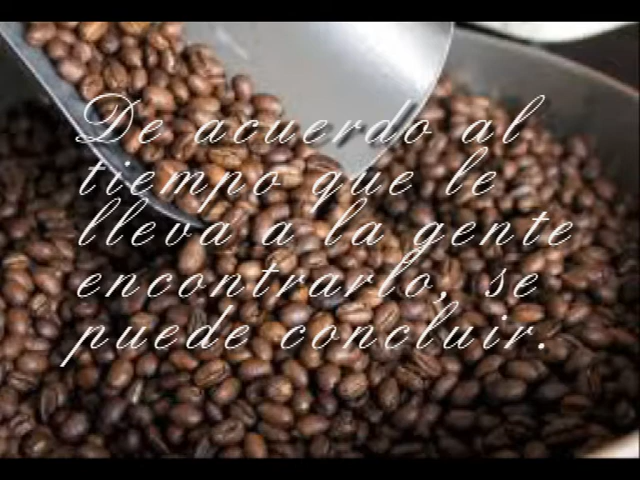 De acuerdo al
tiempo que le
lleva a la gente
encontrarlo, se
puede concluir.